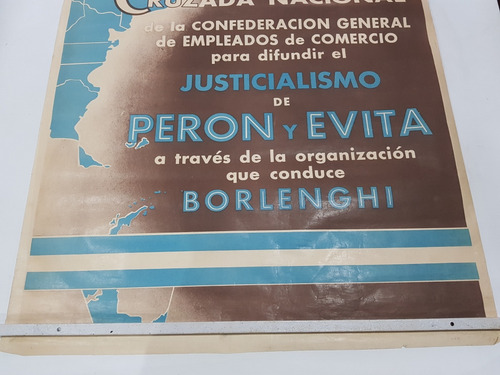 CRUZADA NACIONAL
de la CONFEDERACION GENERAL
de EMPLEADOS de COMERCIO
para difundir el
JUSTICIALISMO
DE
PERON Y EVITA
a través de la organización
que conduce
BORLENGHI